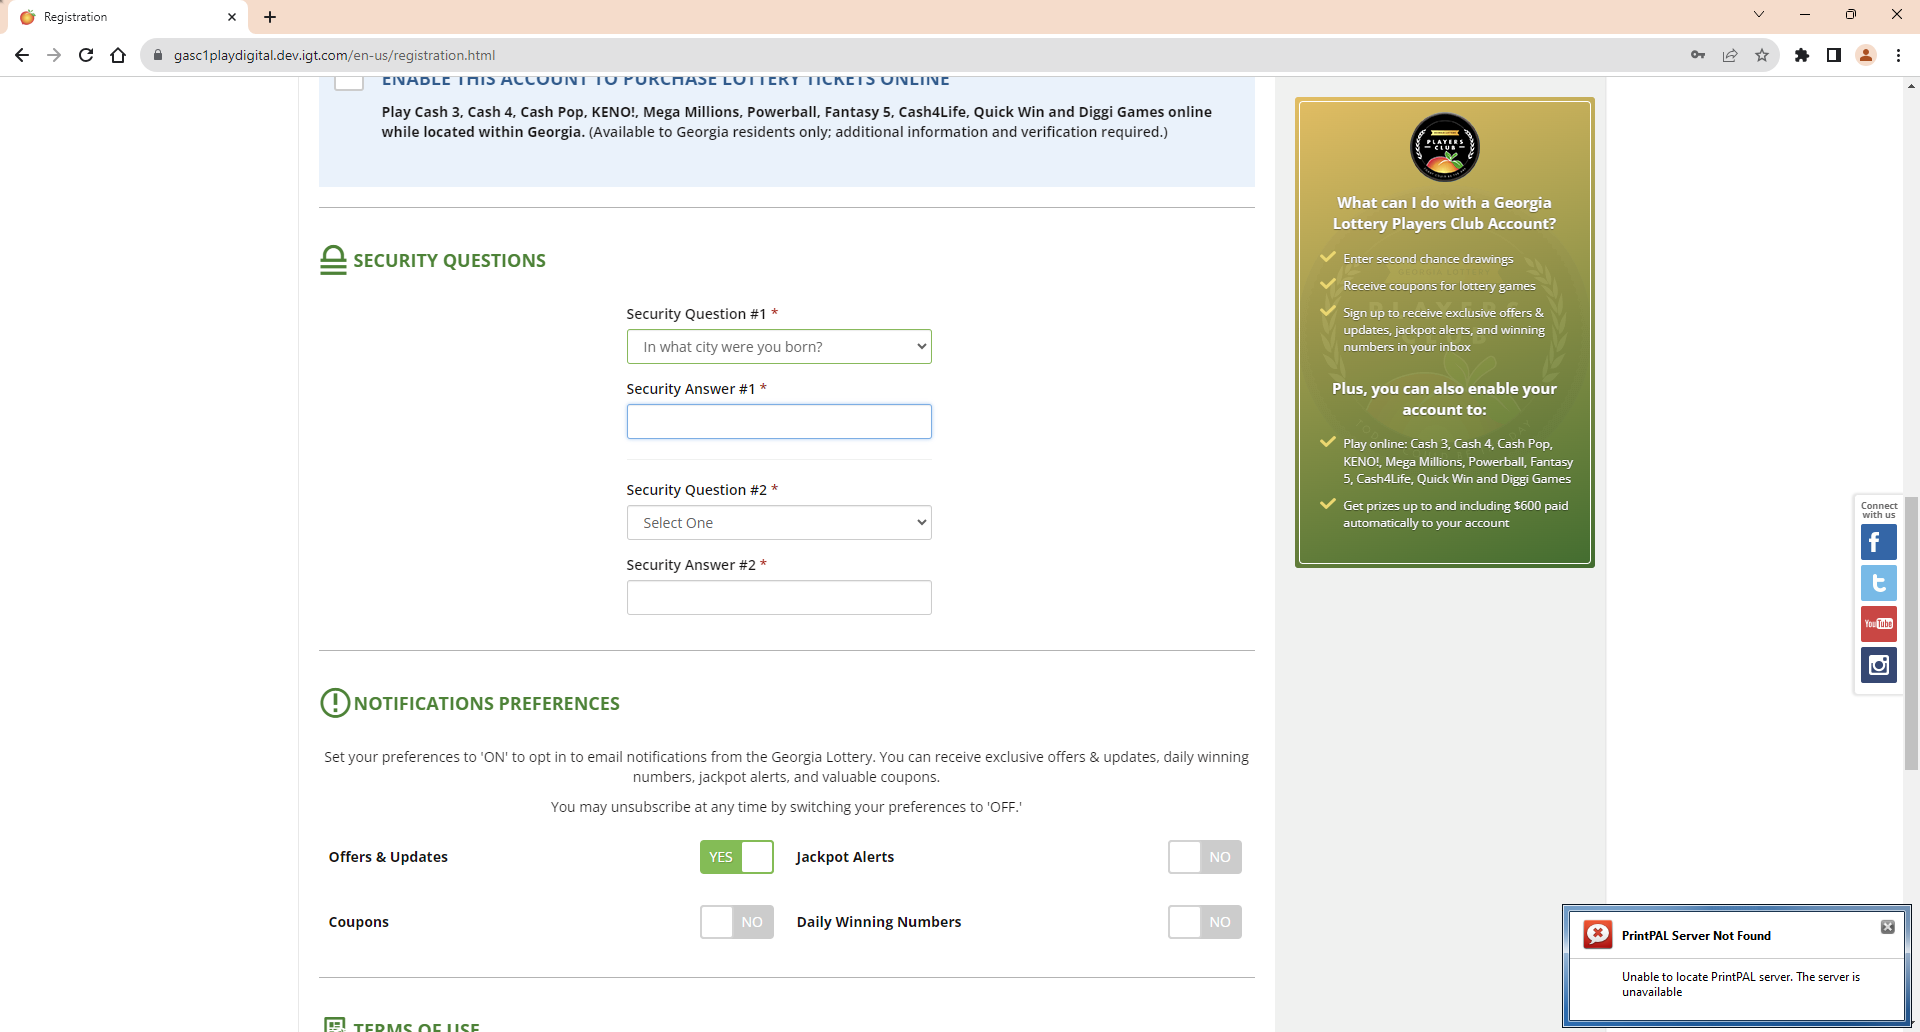 Registration
gasc1playdigital.dev.igt.com/en-us/registration.html
ENABLE THIS ACCOUNT TO PURCHASE LOTTERY TICKETS ONLINE
Play Cash 3, Cash 4, Cash Pop, KENO!, Mega Millions, Powerball, Fantasy 5, Cash4Life, Quick Win and Diggi Games online
while located within Georgia. (Available to Georgia residents only; additional information and verification required.)
SECURITY QUESTIONS
Security Question #1 *
In what city were you born?
Security Answer #1 *
Security Question #2 *
Select One
Security Answer #2 *
NOTIFICATIONS PREFERENCES
Set your preferences to 'ON' to opt in to email notifications from the Georgia Lottery. You can receive exclusive offers & updates, daily winning
numbers, jackpot alerts, and valuable coupons.
You may unsubscribe at any time by switching your preferences to 'OFF.'
Offers & Updates
YES
Jackpot Alerts
NO
Coupons
NO
Daily Winning Numbers
NO
TERMS OF USE
PLAYERS
CLUB
What can I do with a Georgia
Lottery Players Club Account?
Enter second chance drawings
Receive coupons for lottery games
Sign up to receive exclusive offers &
updates, jackpot alerts, and winning
numbers in your inbox
Plus, you can also enable your
account to:
Play online: Cash 3, Cash 4, Cash Pop,
KENO!, Mega Millions, Powerball, Fantasy
5, Cash4Life, Quick Win and Diggi Games
Get prizes up to and including $600 paid
automatically to your account
Connect
with us
YouTube
PrintPAL Server Not Found
Unable to locate PrintPAL server. The server is
unavailable